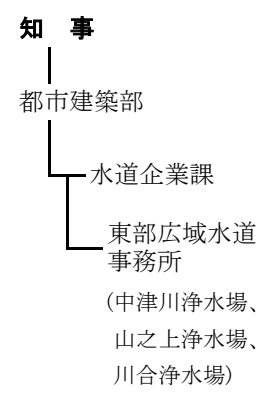 知　事
都市建築部
水道企業課
東部広域水道
事務所
(中津川浄水場、
山之上浄水場、
川合浄水場)